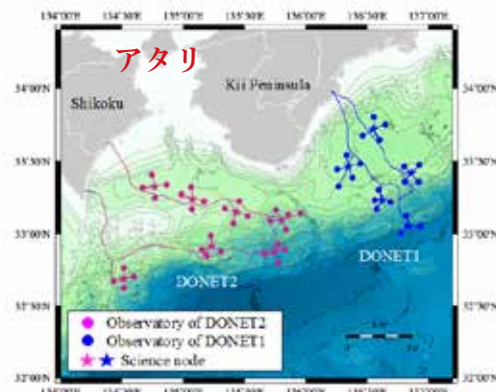 134°00' 134°30' 135°00' 135°30' 136°00' 136°30' 137°00'
アタリ
Kii Peninsula
Shikoku
34°00'
33°30'
33°00'
32°30'
32°00'
DONET1
DONET2
Observatory of DONET2
Observatory of DONET1
Science node